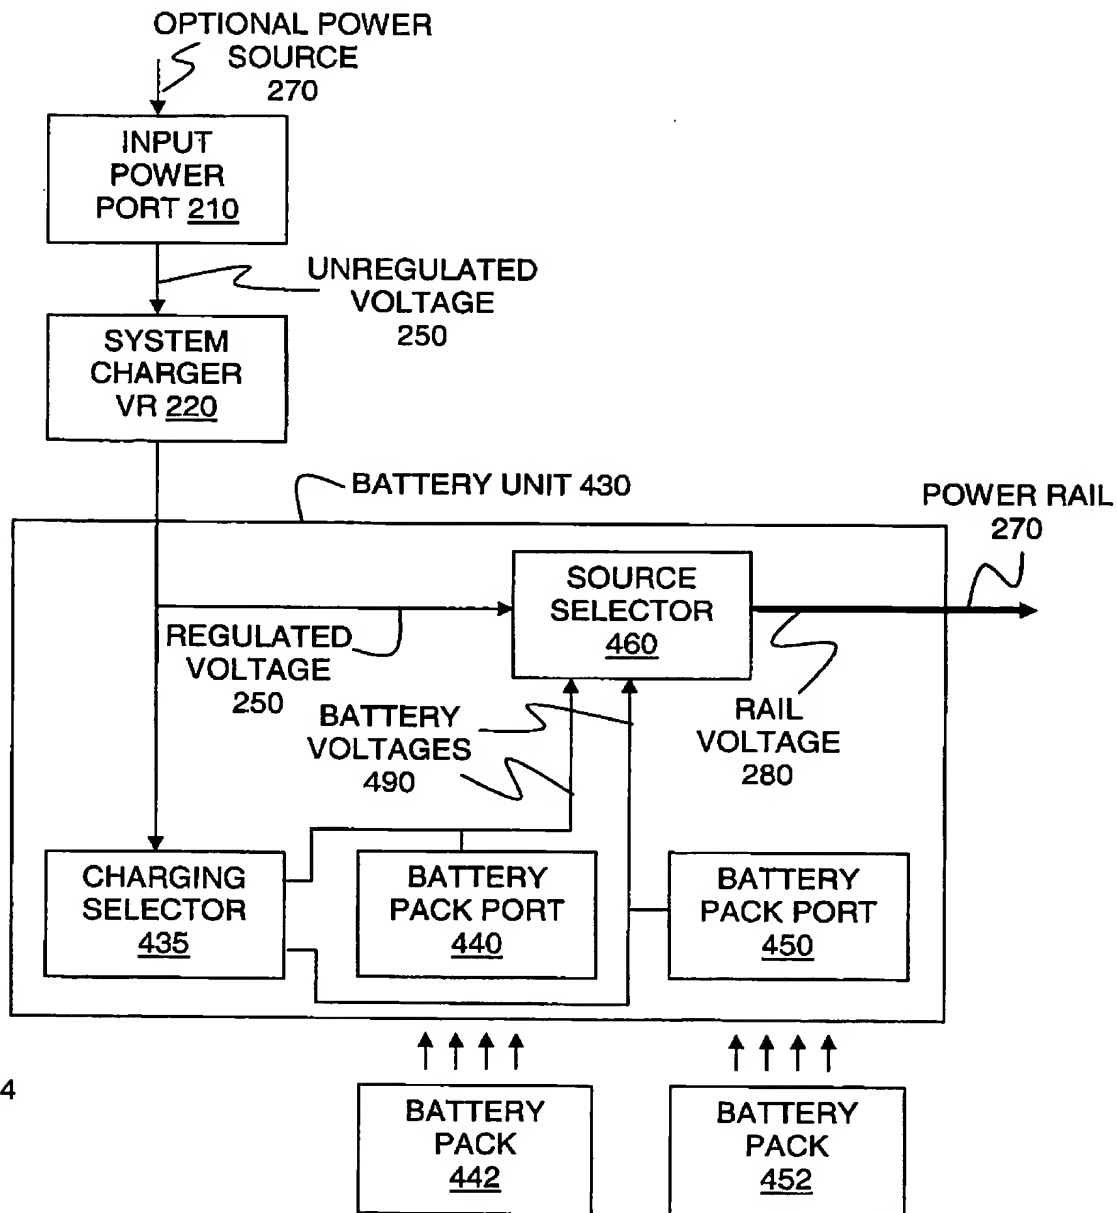 OPTIONAL POWER
SOURCE
270
INPUT
POWER
PORT 210
UNREGULATED
VOLTAGE
250
SYSTEM
CHARGER
VR 220
BATTERY UNIT 430
POWER RAIL
270
SOURCE
SELECTOR
460
REGULATED
VOLTAGE
250
BATTERY
VOLTAGES
490
RAIL
VOLTAGE
280
CHARGING
SELECTOR
435
BATTERY
PACK PORT
440
BATTERY
PACK PORT
450
4
BATTERY
PACK
442
BATTERY
PACK
452